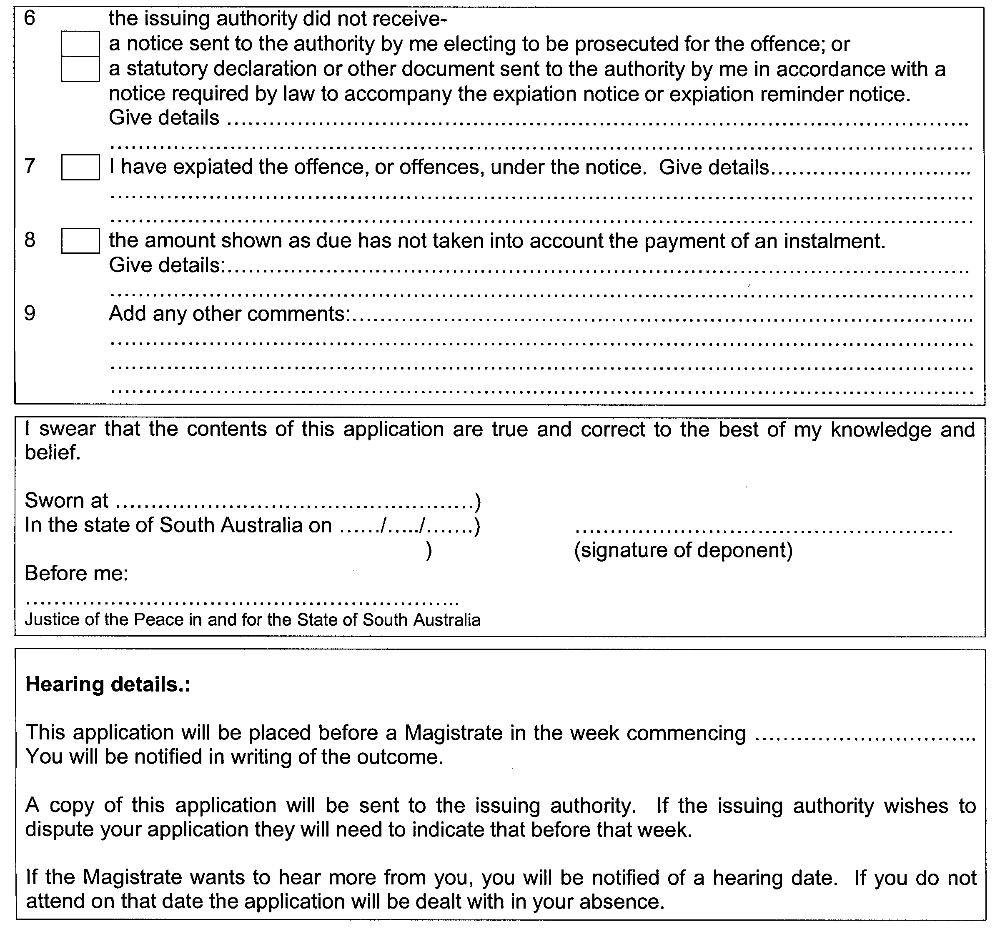 6 the issuing authority did not receive-
a notice sent to the authority by me electing to be prosecuted for the offence; or
a statutory declaration or other document sent to the authority by me in accordance with a
notice required by law to accompany the expiation notice or expiation reminder notice.
Give details ..........................................................................................................
..........................................................................................................................
7 I have expiated the offence, or offences, under the notice. Give details.............................
..........................................................................................................................
..........................................................................................................................
8 the amount shown as due has not taken into account the payment of an instalment.
Give details:..........................................................................................................
..........................................................................................................................
9 Add any other comments:........................................................................................
..........................................................................................................................
..........................................................................................................................
..........................................................................................................................
I swear that the contents of this application are true and correct to the best of my knowledge and
belief.
Sworn at ...................................................)
In the state of South Australia on ....../...../.......)
......................................................
) (signature of deponent)
Before me:
..............................................................
Justice of the Peace in and for the State of South Australia
Hearing details.:
This application will be placed before a Magistrate in the week commencing ................................
You will be notified in writing of the outcome.
A copy of this application will be sent to the issuing authority. If the issuing authority wishes to
dispute your application they will need to indicate that before that week.
If the Magistrate wants to hear more from you, you will be notified of a hearing date. If you do not
attend on that date the application will be dealt with in your absence.